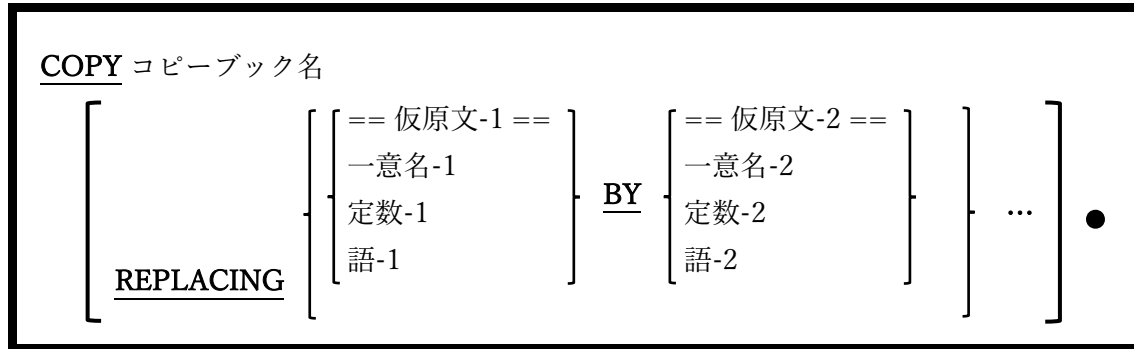 COPY コピーブック名
== 仮原文-1 == == 仮原文-2 ==
一意名-1 一意名-2
定数-1 BY 定数-2 … ●
語-1 語-2
REPLACING